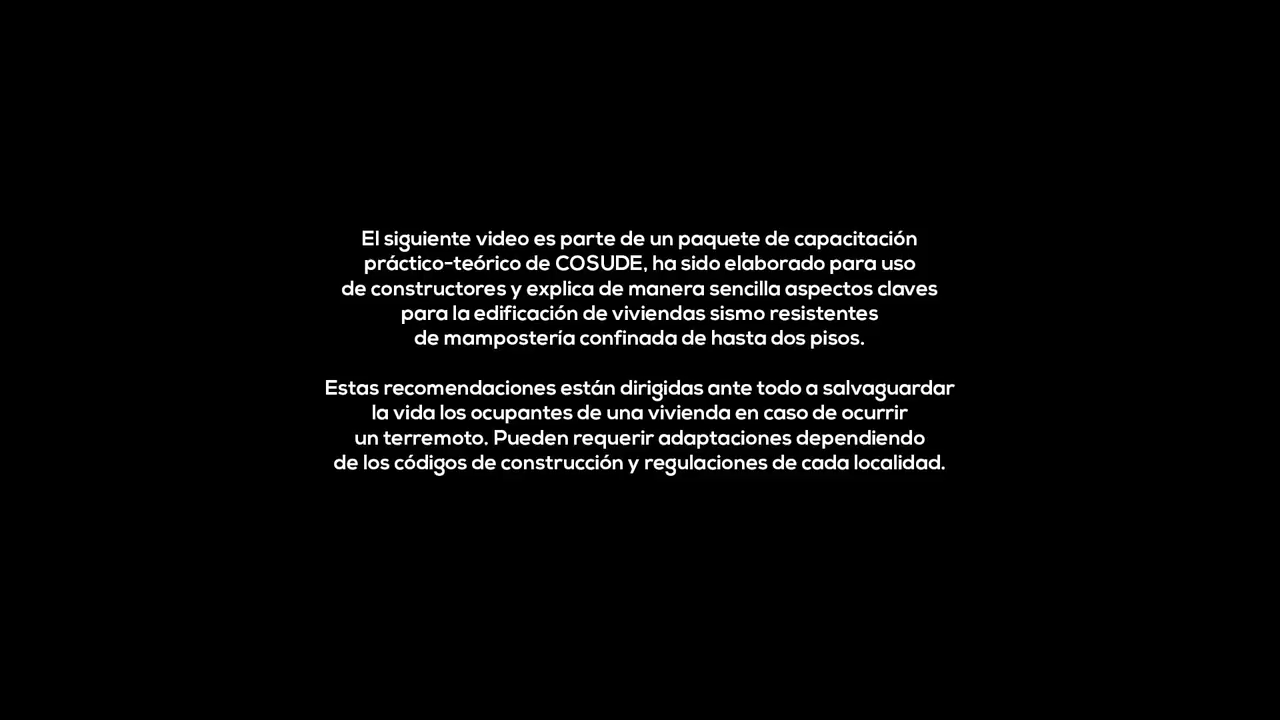 El siguiente video es parte de un paquete de capacitación
práctico-teórico de COSUDE, ha sido elaborado para uso
de constructores y explica de manera sencilla aspectos claves
para la edificación de viviendas sismo resistentes
de mampostería confinada de hasta dos pisos.
Estas recomendaciones están dirigidas ante todo a salvaguardar
la vida los ocupantes de una vivienda en caso de ocurrir
un terremoto. Pueden requerir adaptaciones dependiendo
de los códigos de construcción y regulaciones de cada localidad.